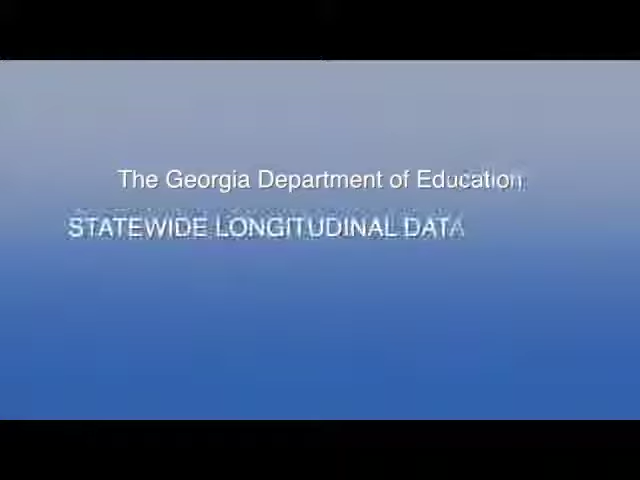 The Georgia Department of Education
STATEWIDE LONGITUDINAL DATA